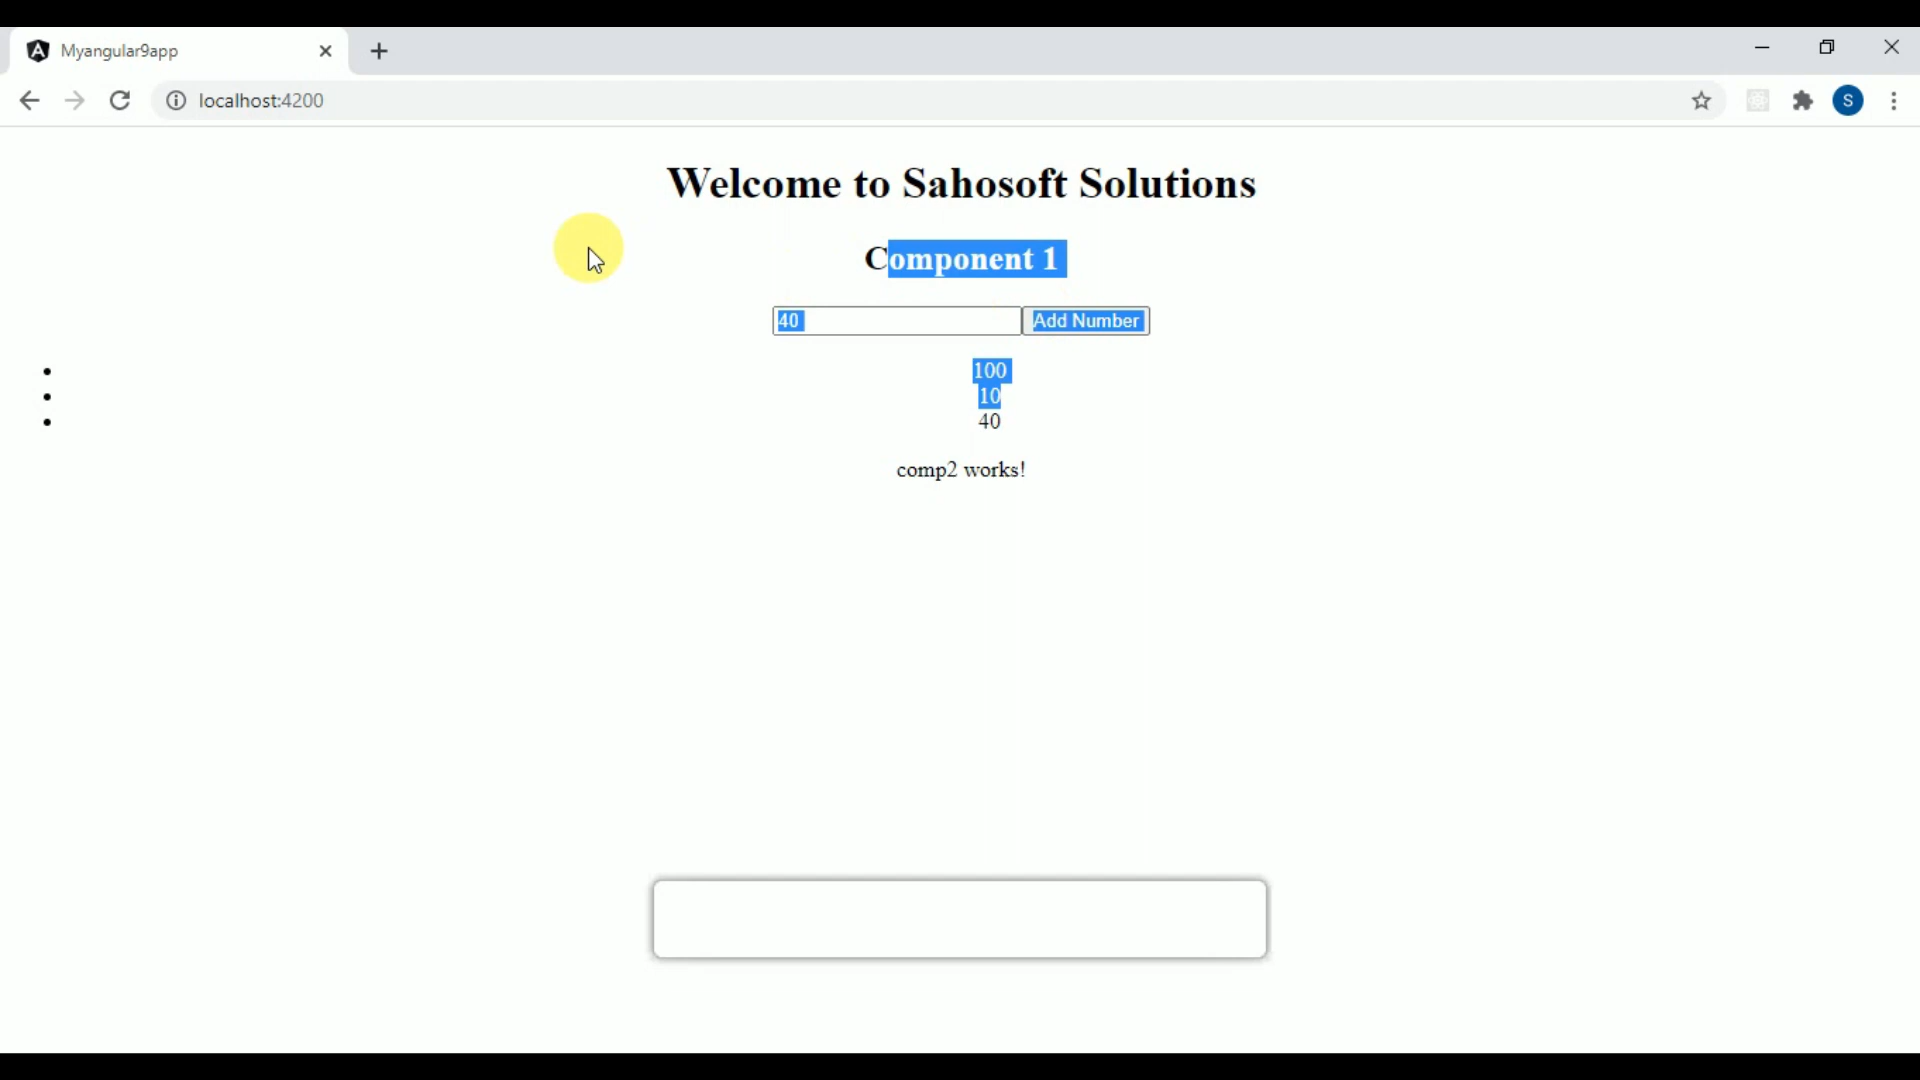 Myangular9app
localhost:4200
S
Welcome to Sahosoft Solutions
Component 1
40 Add Number
100
10
40
comp2 works!